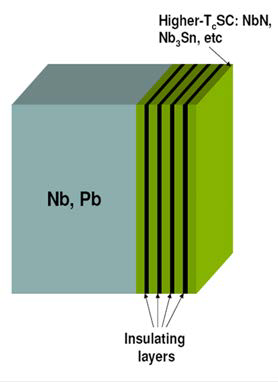 Higher-TcSC: NbN,
Nb3Sn, etc
Nb, Pb
Insulating
layers